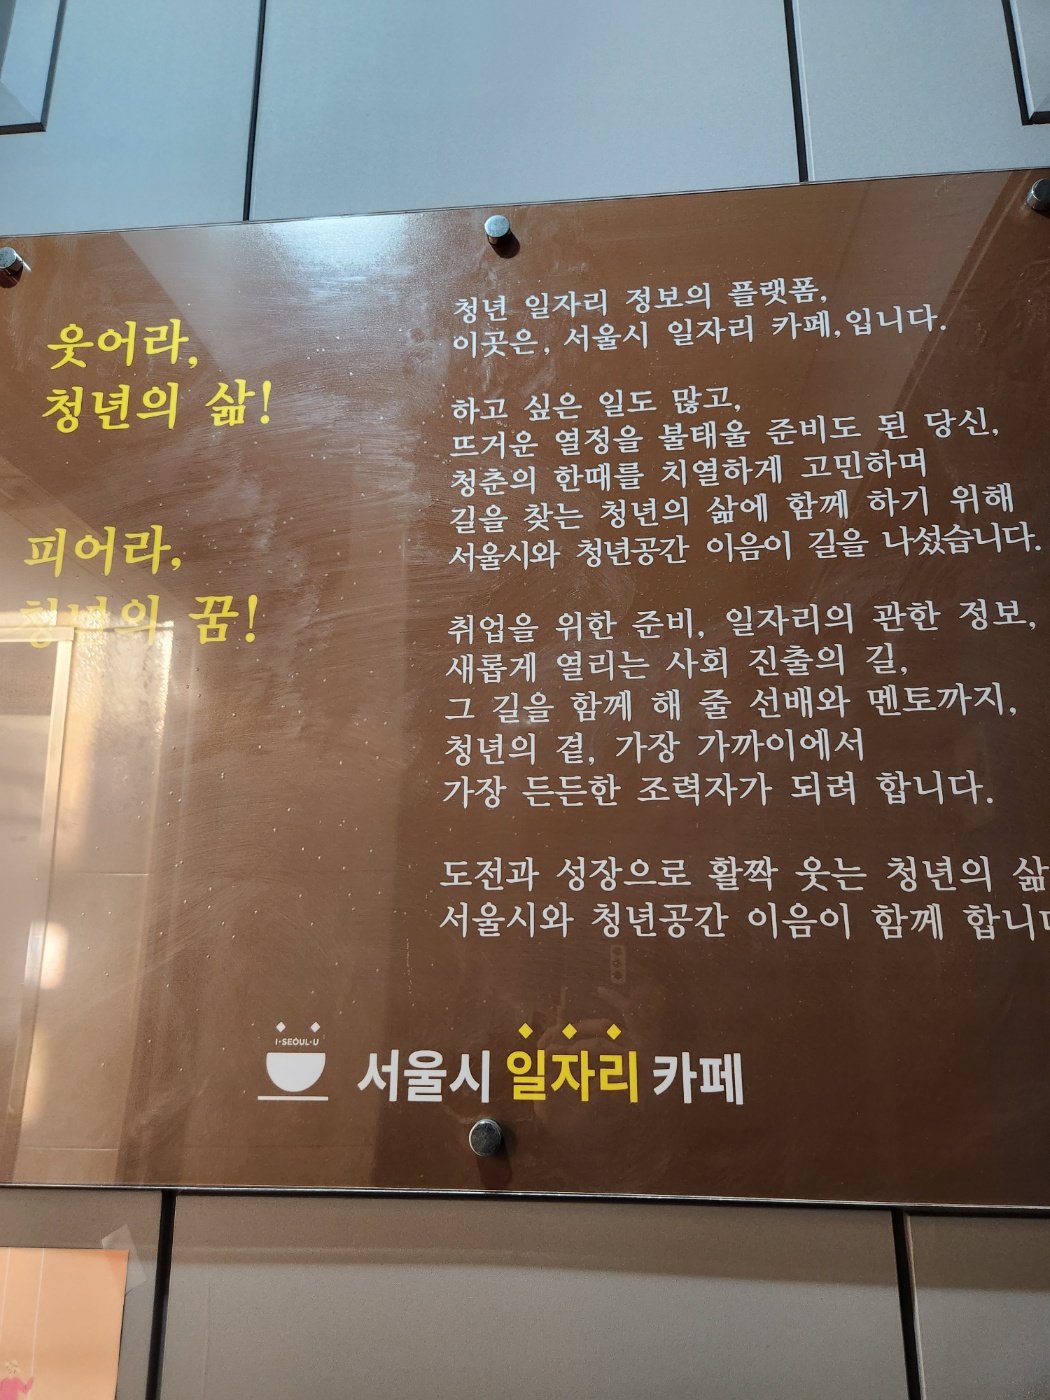 웃어라,
청년의 삶!
피어라,
청년의 꿈!
청년 일자리 정보의 플랫폼,
이곳은, 서울시 일자리 카페,입니다.
하고 싶은 일도 많고,
뜨거운 열정을 불태울 준비도 된 당신,
청춘의 한때를 치열하게 고민하며
길을 찾는 청년의 삶에 함께 하기 위해
서울시와 청년공간 이음이 길을 나섰습니다.
취업을 위한 준비, 일자리의 관한 정보,
새롭게 열리는 사회 진출의 길,
그 길을 함께 해 줄 선배와 멘토까지,
청년의 곁, 가장 가까이에서
가장 든든한 조력자가 되려 합니다.
도전과 성장으로 활짝 웃는 청년의 삶
서울시와 청년공간 이음이 함께 합니
I·SEOUL·U
서울시 일자리 카페